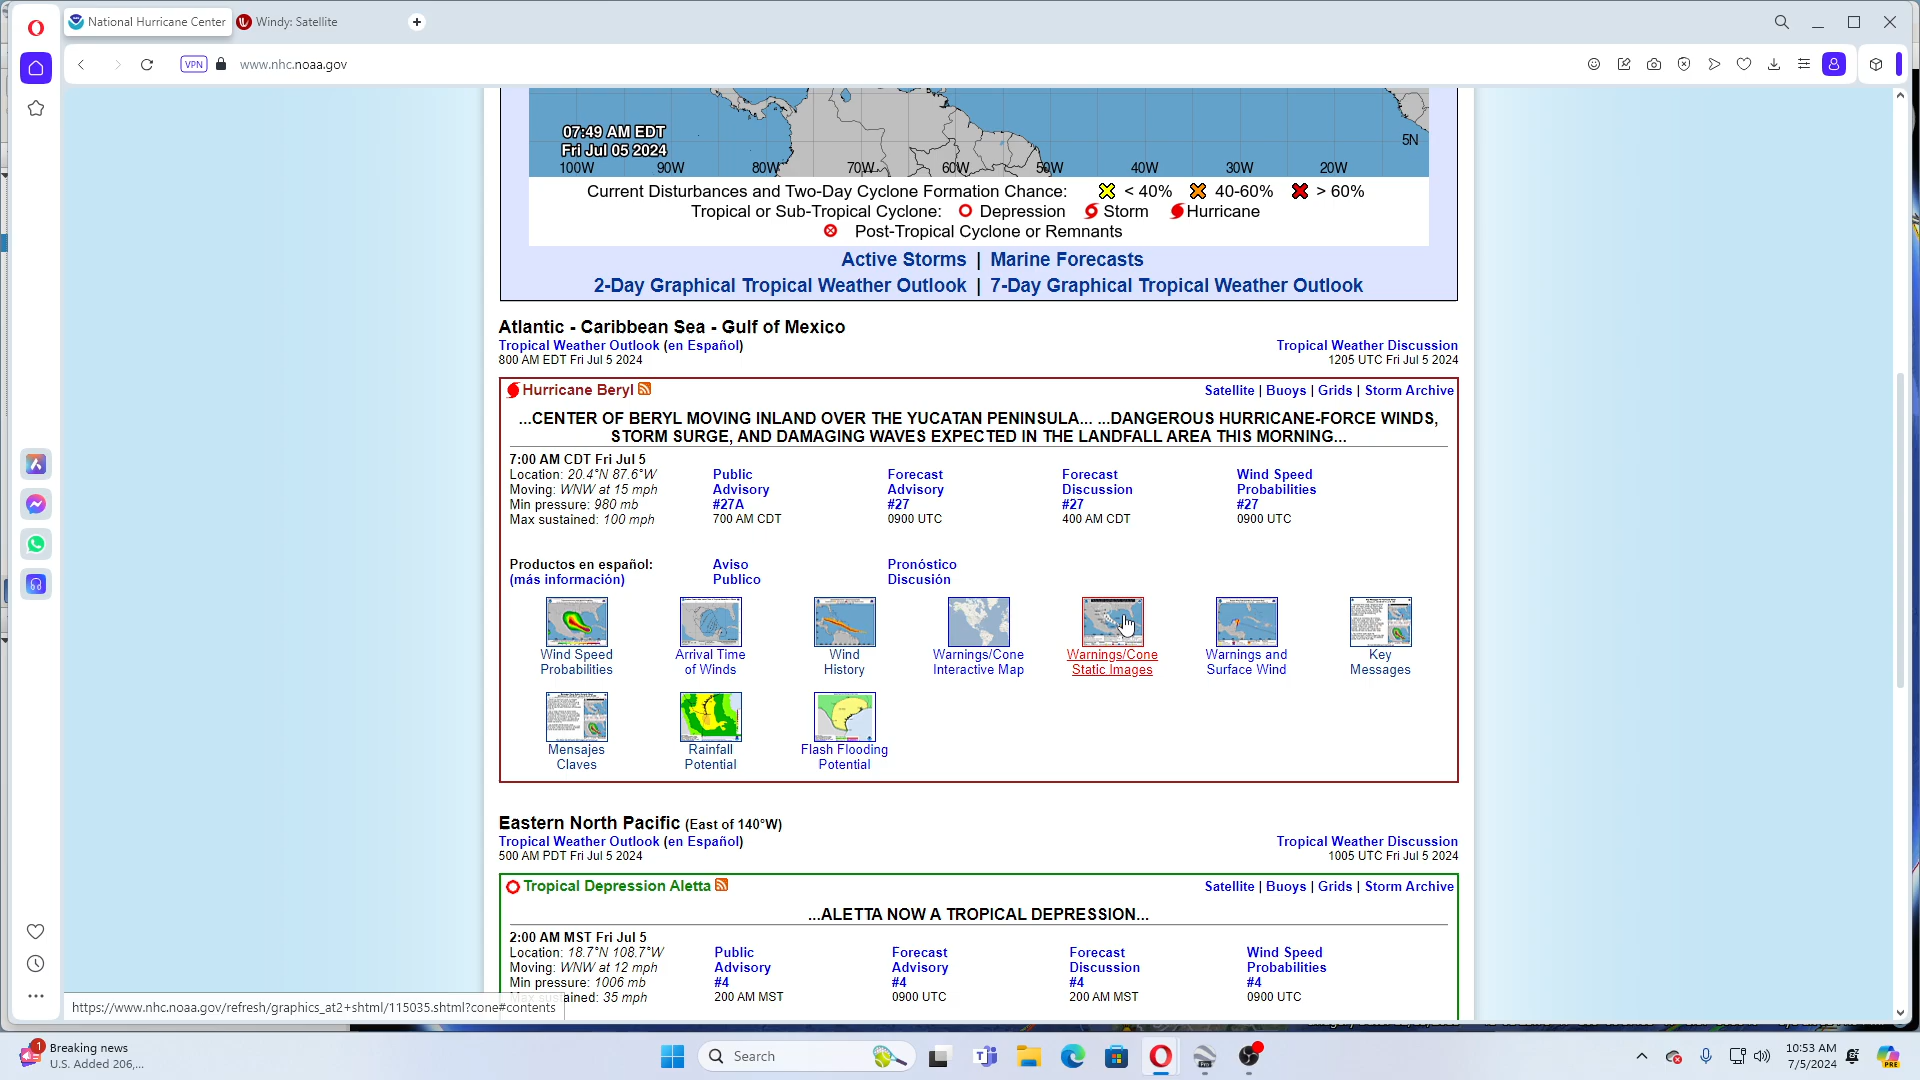 National Hurricane Center
Windy: Satellite
VPN
www.nhc.noaa.gov
07:49 AM EDT
Fri Jul 05 2024
5N
100W 90W 80W 70W 60W 50W 40W 30W 20W
Current Disturbances and Two-Day Cyclone Formation Chance: < 40% 40-60% > 60%
Tropical or Sub-Tropical Cyclone: Depression Storm Hurricane
Post-Tropical Cyclone or Remnants
Active Storms | Marine Forecasts
2-Day Graphical Tropical Weather Outlook | 7-Day Graphical Tropical Weather Outlook
Atlantic - Caribbean Sea - Gulf of Mexico
Tropical Weather Outlook (en Español) Tropical Weather Discussion
800 AM EDT Fri Jul 5 2024 1205 UTC Fri Jul 5 2024
Hurricane Beryl Satellite | Buoys | Grids | Storm Archive
...CENTER OF BERYL MOVING INLAND OVER THE YUCATAN PENINSULA... ...DANGEROUS HURRICANE-FORCE WINDS,
STORM SURGE, AND DAMAGING WAVES EXPECTED IN THE LANDFALL AREA THIS MORNING...
7:00 AM CDT Fri Jul 5
Location: 20.4°N 87.6°W
Moving: WNW at 15 mph
Min pressure: 980 mb
Max sustained: 100 mph
Public
Advisory
#27A
700 AM CDT
Forecast
Advisory
#27
0900 UTC
Forecast
Discussion
#27
400 AM CDT
Wind Speed
Probabilities
#27
0900 UTC
Productos en español:
(más información)
Aviso
Publico
Pronóstico
Discusión
Wind Speed
Probabilities
Arrival Time
of Winds
Wind
History
Warnings/Cone
Interactive Map
Warnings/Cone
Static Images
Warnings and
Surface Wind
Key
Messages
Mensajes
Claves
Rainfall
Potential
Flash Flooding
Potential
Eastern North Pacific (East of 140°W)
Tropical Weather Outlook (en Español) Tropical Weather Discussion
500 AM PDT Fri Jul 5 2024 1005 UTC Fri Jul 5 2024
Tropical Depression Aletta Satellite | Buoys | Grids | Storm Archive
...ALETTA NOW A TROPICAL DEPRESSION...
2:00 AM MST Fri Jul 5
Location: 18.7°N 108.7°W
Moving: WNW at 12 mph
Min pressure: 1006 mb
Max sustained: 35 mph
Public
Advisory
#4
200 AM MST
Forecast
Advisory
#4
0900 UTC
Forecast
Discussion
#4
200 AM MST
Wind Speed
Probabilities
#4
0900 UTC
https://www.nhc.noaa.gov/refresh/graphics_at2+shtml/115035.shtml?cone#contents
1
Breaking news
U.S. Added 206,...
Search
10:53 AM
7/5/2024
PRE